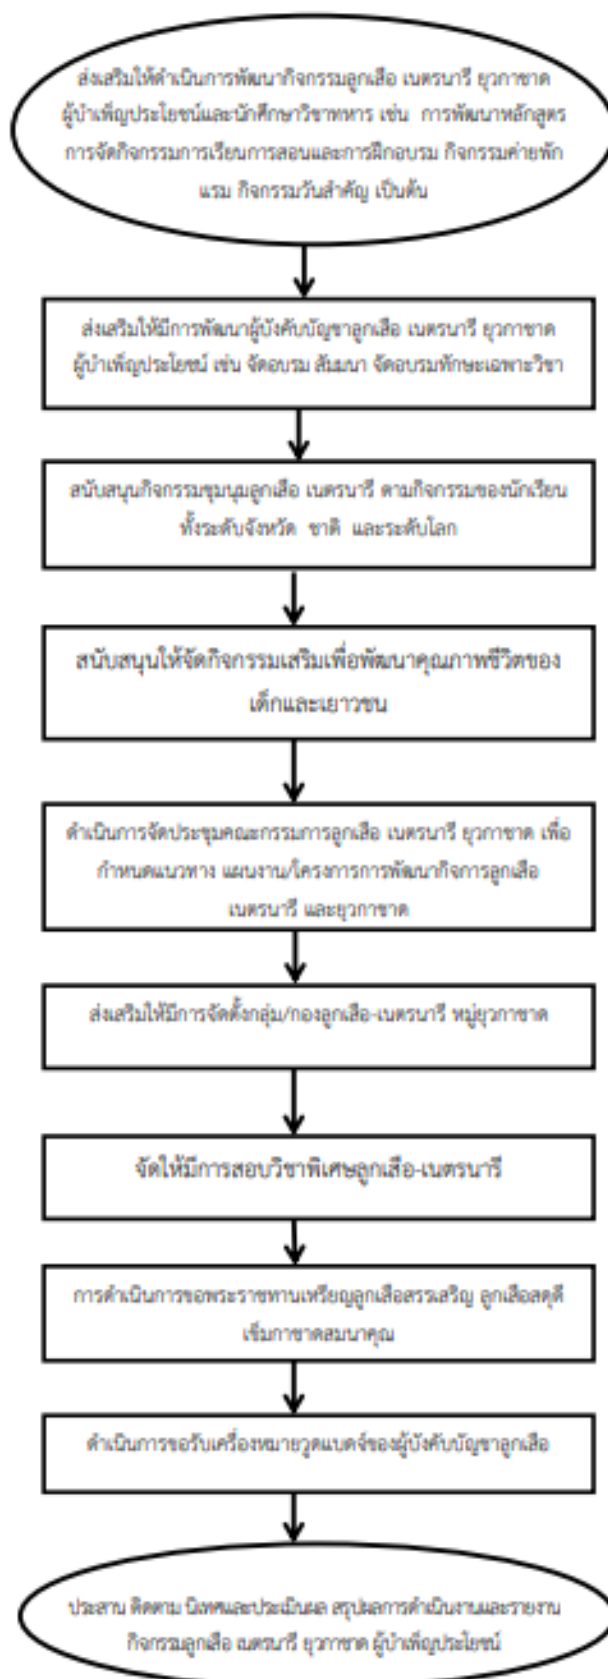 ส่งเสริมให้ดำเนินการพัฒนากิจกรรมลูกเสือ เนตรนารี ยุวกาชาด
ผู้บำเพ็ญประโยชน์และนักศึกษาวิชาทหาร เช่น การพัฒนาหลักสูตร
การจัดกิจกรรมการเรียนการสอนและการฝึกอบรม กิจกรรมค่ายพัก
แรม กิจกรรมวันสำคัญ เป็นต้น
ส่งเสริมให้มีการพัฒนาผู้บังคับบัญชาลูกเสือ เนตรนารี ยุวกาชาด
ผู้บำเพ็ญประโยชน์ เช่น จัดอบรม สัมมนา จัดอบรมทักษะเฉพาะวิชา
สนับสนุนกิจกรรมชุมนุมลูกเสือ เนตรนารี ตามกิจกรรมของนักเรียน
ทั้งระดับจังหวัด ชาติ และระดับโลก
สนับสนุนให้จัดกิจกรรมเสริมเพื่อพัฒนาคุณภาพชีวิตของ
เด็กและเยาวชน
ดำเนินการจัดประชุมคณะกรรมการลูกเสือ เนตรนารี ยุวกาชาด เพื่อ
กำหนดแนวทาง แผนงาน/โครงการการพัฒนากิจการลูกเสือ
เนตรนารี และยุวกาชาด
ส่งเสริมให้มีการจัดตั้งกลุ่ม/กองลูกเสือ-เนตรนารี หมู่ยุวกาชาด
จัดให้มีการสอบวิชาพิเศษลูกเสือ-เนตรนารี
การดำเนินการขอพระราชทานเหรียญลูกเสือสรรเสริญ ลูกเสือสดุดี
เข็มกาชาดสมนาคุณ
ดำเนินการขอรับเครื่องหมายวูดแบดจ์ของผู้บังคับบัญชาลูกเสือ
ประสาน ติดตาม นิเทศและประเมินผล สรุปผลการดำเนินงานและรายงาน
กิจกรรมลูกเสือ เนตรนารี ยุวกาชาด ผู้บำเพ็ญประโยชน์